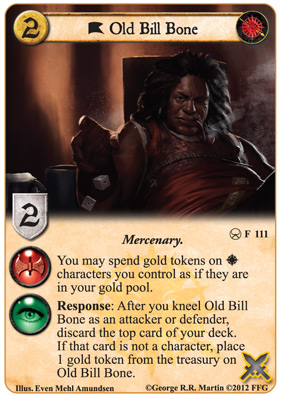 2
Old Bill Bone
2
Mercenary.
F 111
You may spend gold tokens on
characters you control as if they are
in your gold pool.
Response: After you kneel Old Bill
Bone as an attacker or defender,
discard the top card of your deck.
If that card is not a character, place
1 gold token from the treasury on
Old Bill Bone.
Illus. Even Mehl Amundsen
©George R.R. Martin ©2012 FFG